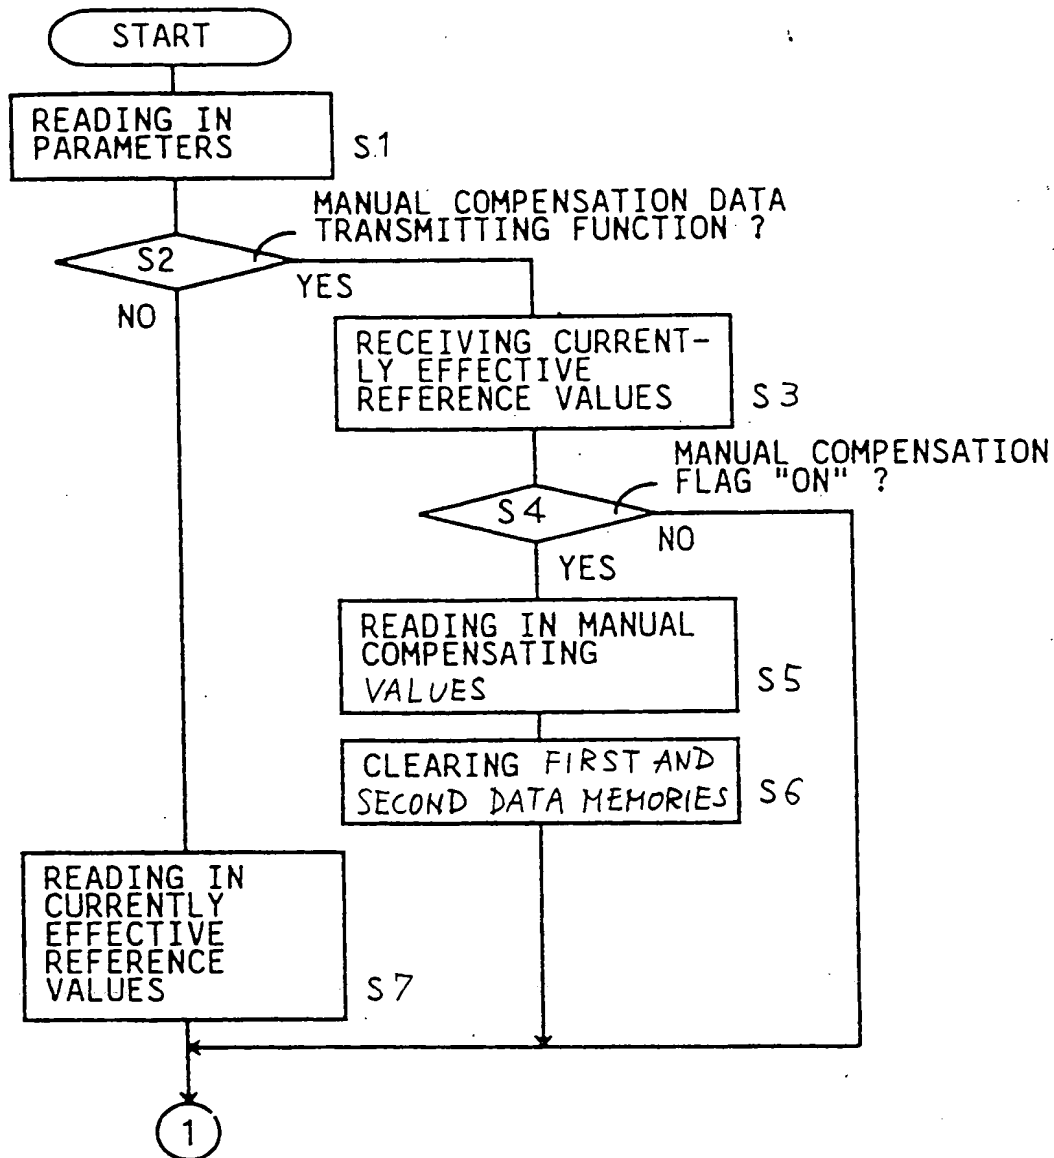 START
READING IN
PARAMETERS
S1
MANUAL COMPENSATION DATA
TRANSMITTING FUNCTION ?
S2
YES
NO
RECEIVING CURRENT-
LY EFFECTIVE
REFERENCE VALUES
S3
MANUAL COMPENSATION
FLAG "ON" ?
S4
NO
YES
READING IN MANUAL
COMPENSATING
VALUES
S5
CLEARING FIRST AND
SECOND DATA MEMORIES
S6
READING IN
CURRENTLY
EFFECTIVE
REFERENCE
VALUES
S7
1